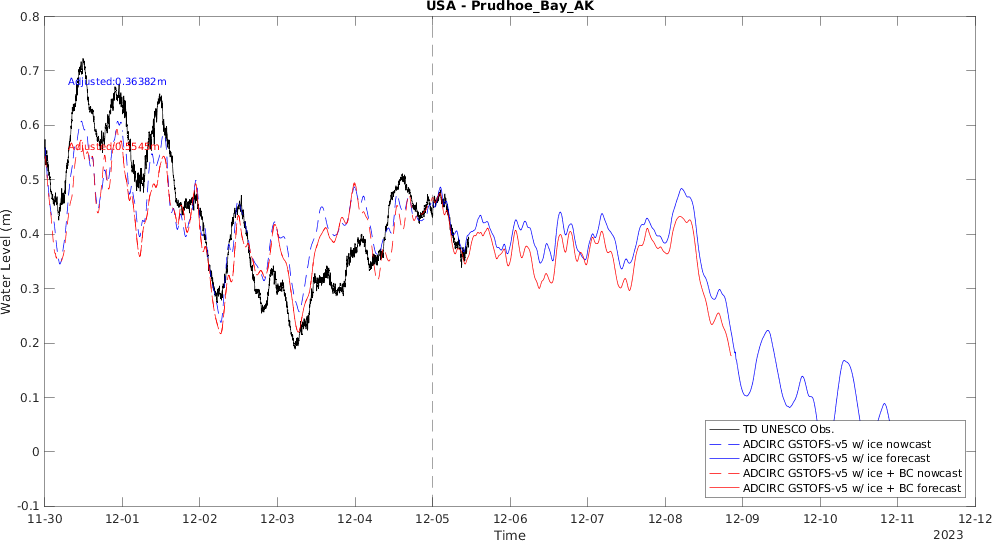 USA - Prudhoe_Bay_AK
0.8
0.7
0.6
0.5
0.4
0.3
0.2
0.1
0
-0.1
Water Level (m)
Adjusted:0.36382m
TD UNESCO Obs.
ADCIRC GSTOFS-v5 w/ ice nowcast
ADCIRC GSTOFS-v5 w/ ice forecast
ADCIRC GSTOFS-v5 w/ ice + BC nowcast
ADCIRC GSTOFS-v5 w/ ice + BC forecast
11-30 12-01 12-02 12-03 12-04 12-05 12-06 12-07 12-08 12-09 12-10 12-11 12-12
Time
2023